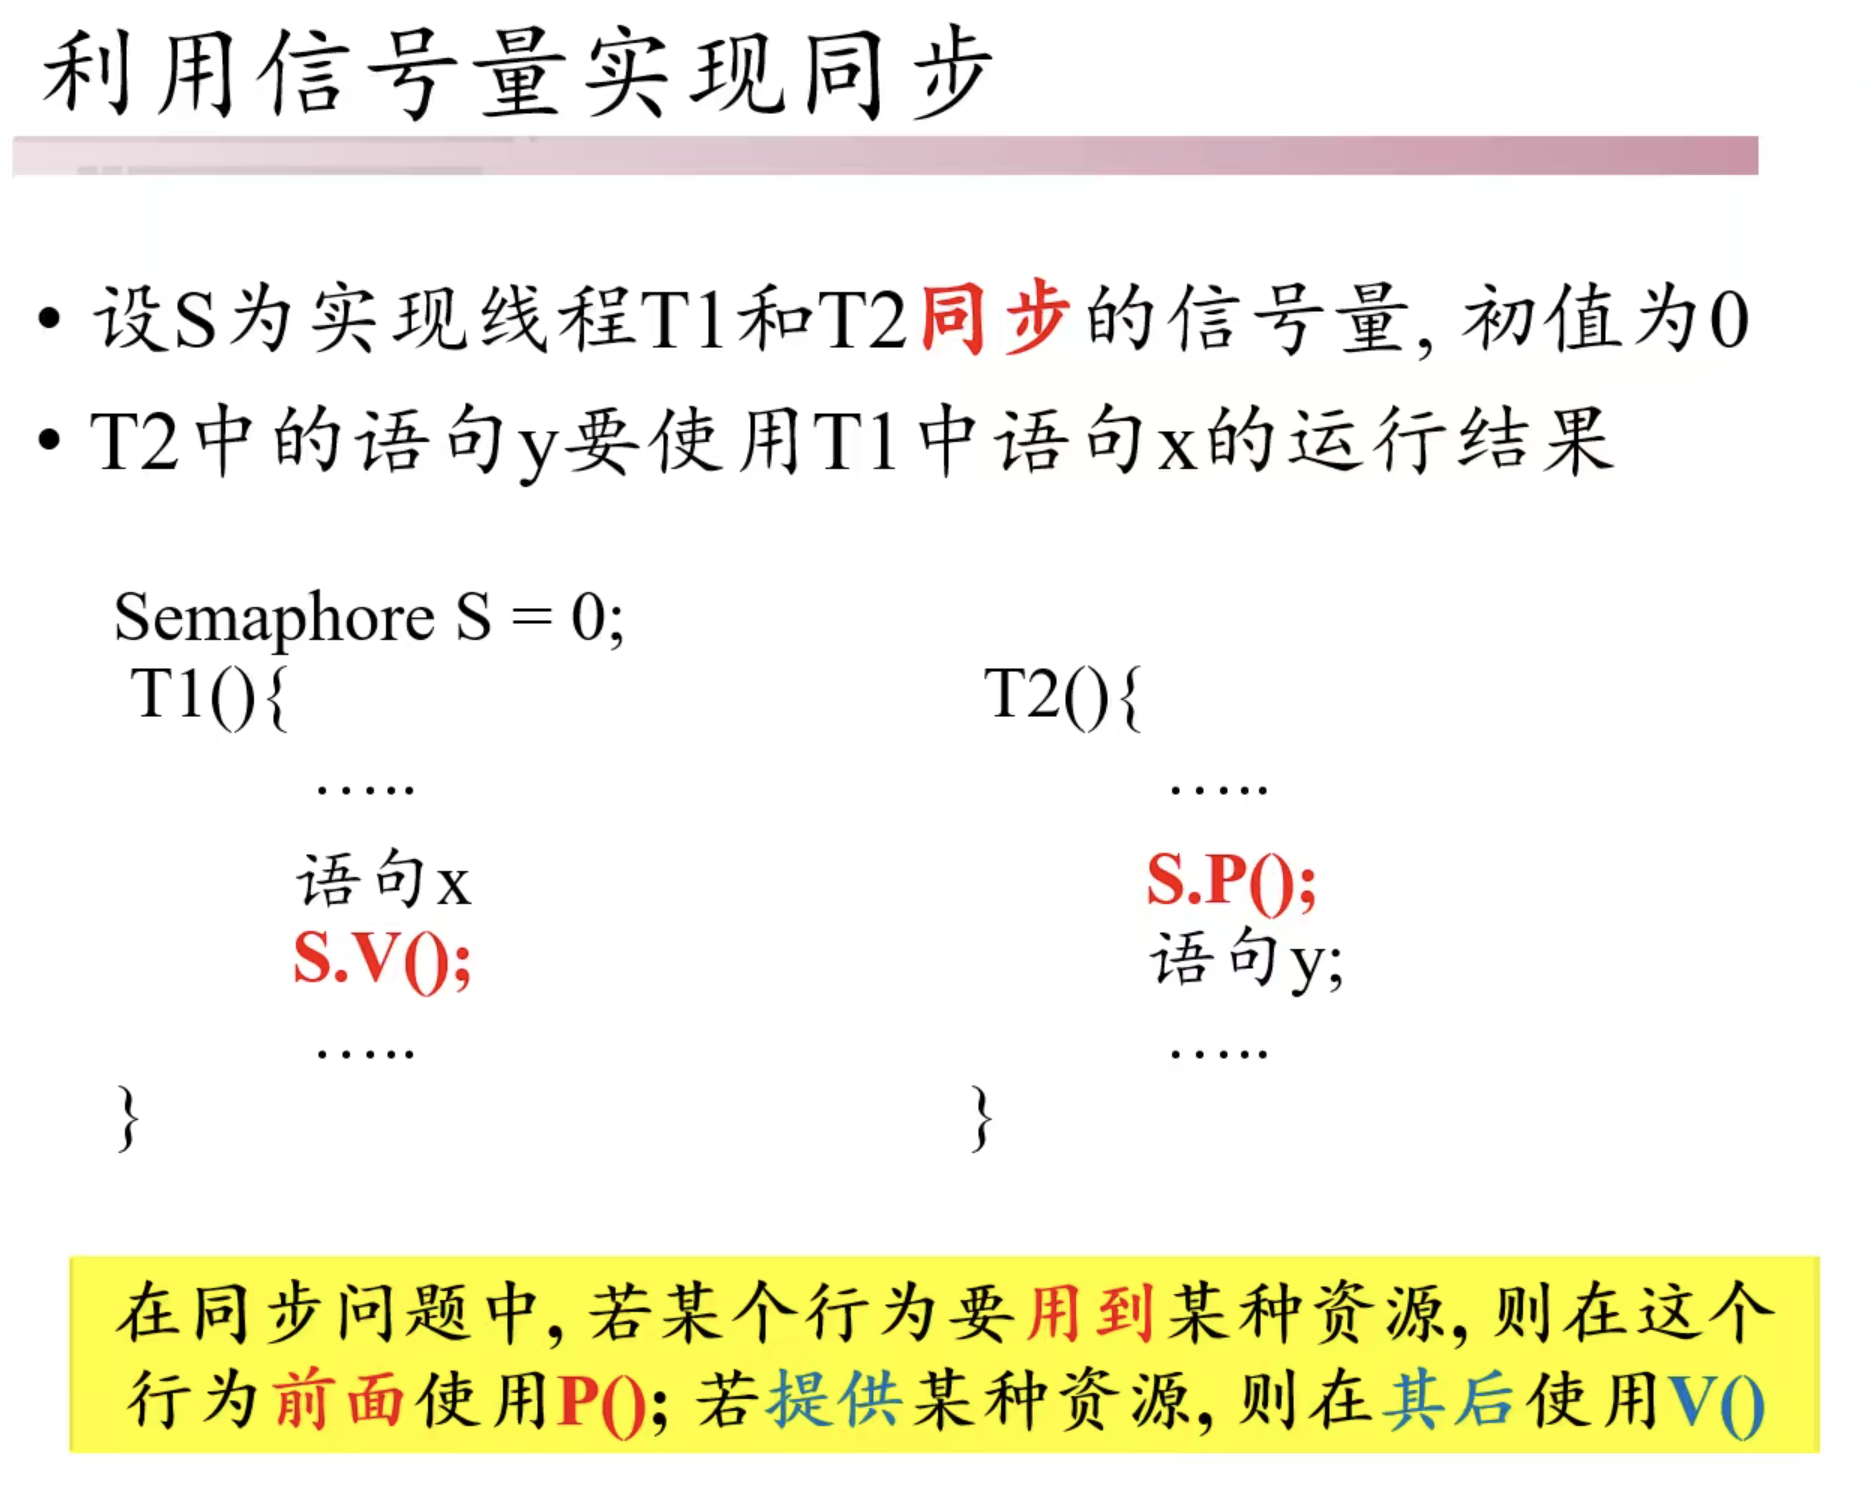 利用信号量实现同步
• 设S为实现线程T1和T2同步的信号量, 初值为0
• T2中的语句y要使用T1中语句x的运行结果
Semaphore S = 0;
T1(){
.....
语句x
S.V();
.....
}
T2(){
.....
S.P();
语句y;
.....
}
在同步问题中, 若某个行为要用到某种资源, 则在这个
行为前面使用P(); 若提供某种资源, 则在其后使用V()